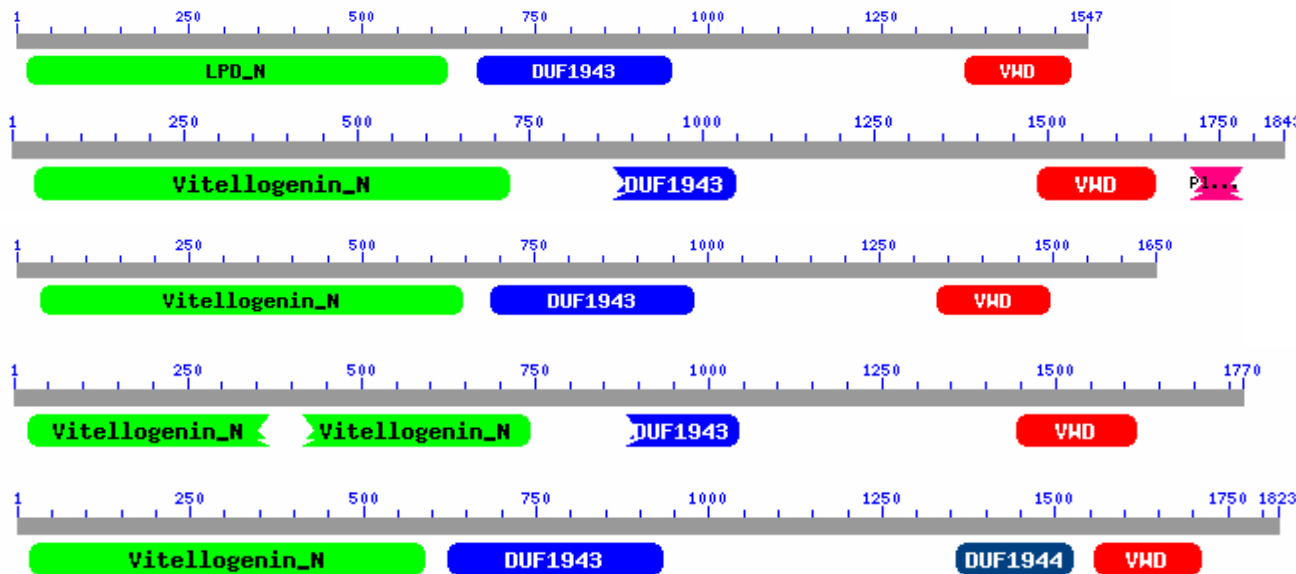 1 250 500 750 1000 1250 1547
LPD_N DUF1943 VWD
1 250 500 750 1000 1250 1500 1750 1843
Vitellogenin_N DUF1943 VWD Pl...
1 250 500 750 1000 1250 1500 1650
Vitellogenin_N DUF1943 VWD
1 250 500 750 1000 1250 1500 1770
Vitellogenin_N Vitellogenin_N DUF1943 VWD
1 250 500 750 1000 1250 1500 1750 1823
Vitellogenin_N DUF1943 DUF1944 VWD